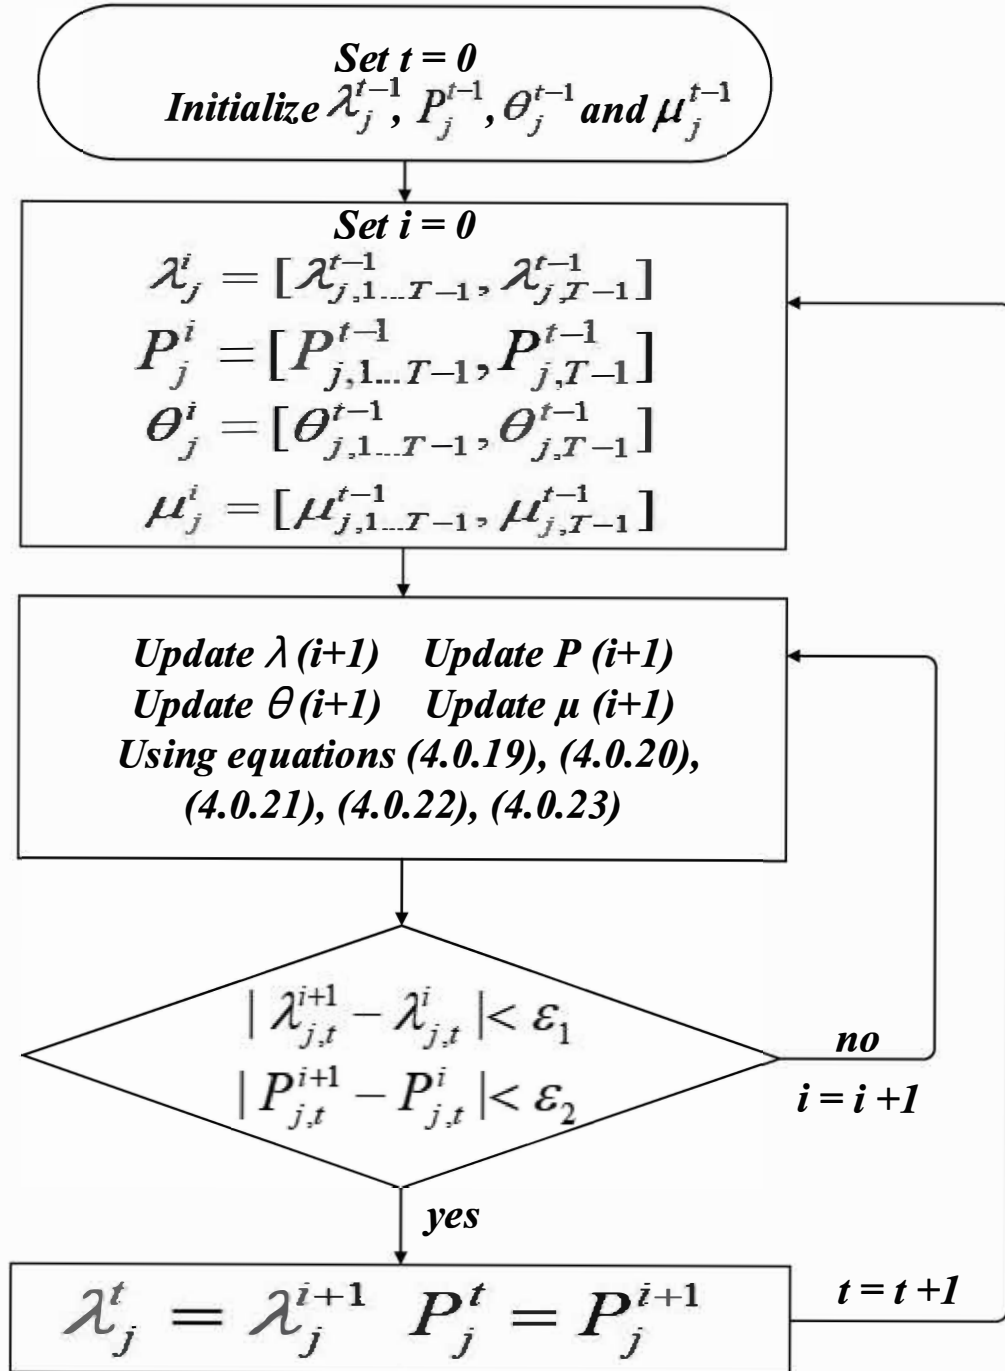 Set t = 0
Initialize λ_j^{t−1}, P_j^{t−1}, θ_j^{t−1} and μ_j^{t−1}
Set i = 0
λ_j^i = [λ_{j,1...T−1}^{t−1}, λ_{j,T−1}^{t−1}]
P_j^i = [P_{j,1...T−1}^{t−1}, P_{j,T−1}^{t−1}]
θ_j^i = [θ_{j,1...T−1}^{t−1}, θ_{j,T−1}^{t−1}]
μ_j^i = [μ_{j,1...T−1}^{t−1}, μ_{j,T−1}^{t−1}]
Update λ (i+1) Update P (i+1)
Update θ (i+1) Update μ (i+1)
Using equations (4.0.19), (4.0.20),
(4.0.21), (4.0.22), (4.0.23)
| λ_{j,t}^{i+1} − λ_{j,t}^i |< ε_1
| P_{j,t}^{i+1} − P_{j,t}^i |< ε_2
no
i = i +1
yes
λ_j^t = λ_j^{i+1} P_j^t = P_j^{i+1}
t = t +1